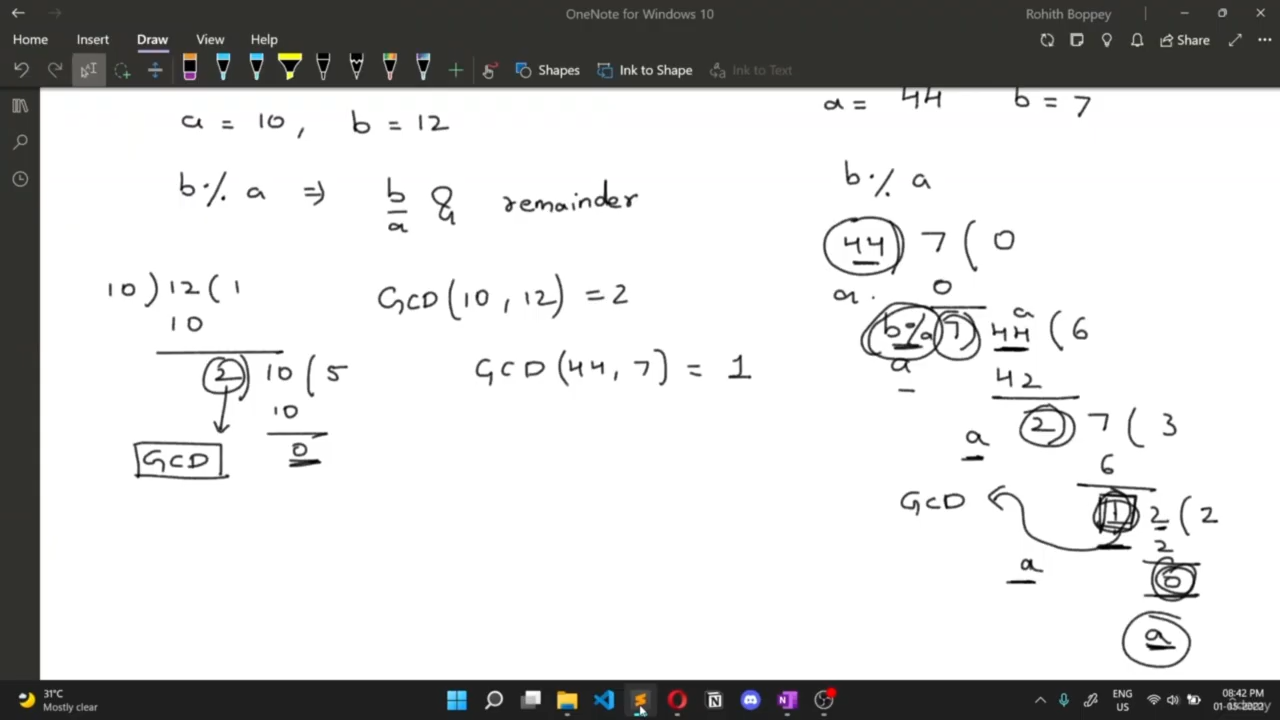 OneNote for Windows 10
Rohith Boppey
Home Insert Draw View Help
Share
Shapes
Ink to Shape
Ink to Text
a = 10, b = 12
b % a ⇒ b/a & remainder
10 ) 12 ( 1
10
2 ) 10 ( 5
10
0
GCD
GCD(10, 12) = 2
GCD(44, 7) = 1
a = 44 b = 7
b % a
44 ) 7 ( 0
a. 0
b%a 7 ) 44 ( 6
a
a 42
2 ) 7 ( 3
a
6
GCD
1 2 ( 2
2
a
0
a
31°C
Mostly clear
ENG
US
08:42 PM
01-05-2022